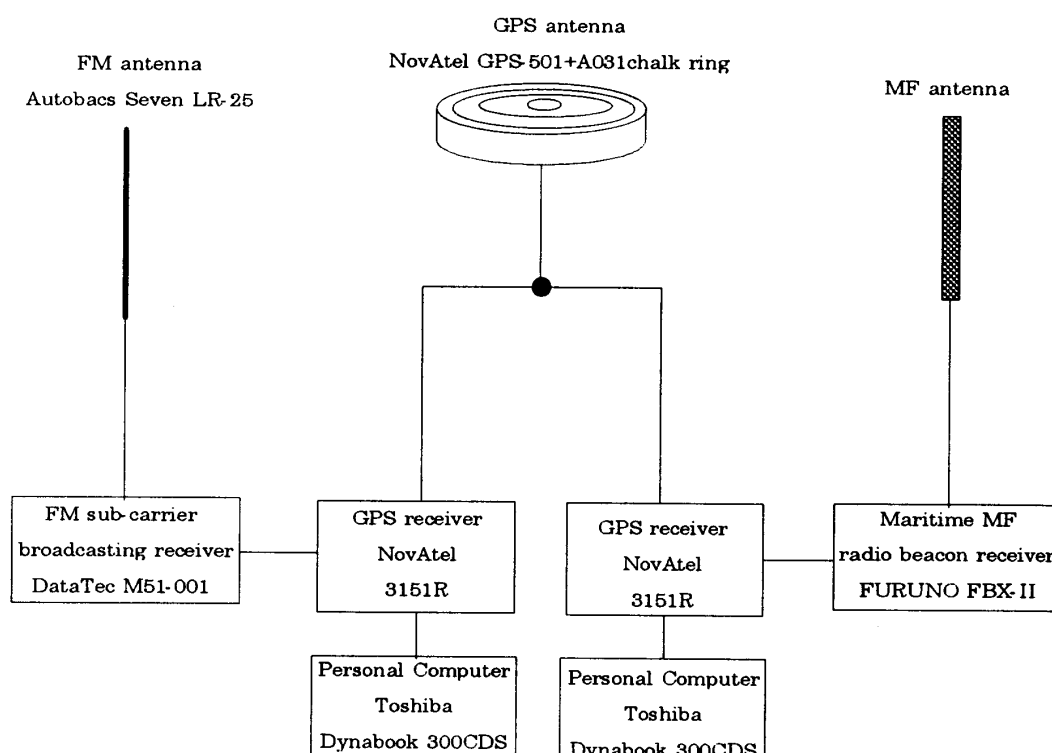 GPS antenna
NovAtel GPS-501+A031chalk ring
FM antenna
Autobacs Seven LR-25
MF antenna
FM sub-carrier
broadcasting receiver
DataTec M51-001
GPS receiver
NovAtel
3151R
GPS receiver
NovAtel
3151R
Maritime MF
radio beacon receiver
FURUNO FBX-II
Personal Computer
Toshiba
Dynabook 300CDS
Personal Computer
Toshiba
Dynabook 300CDS